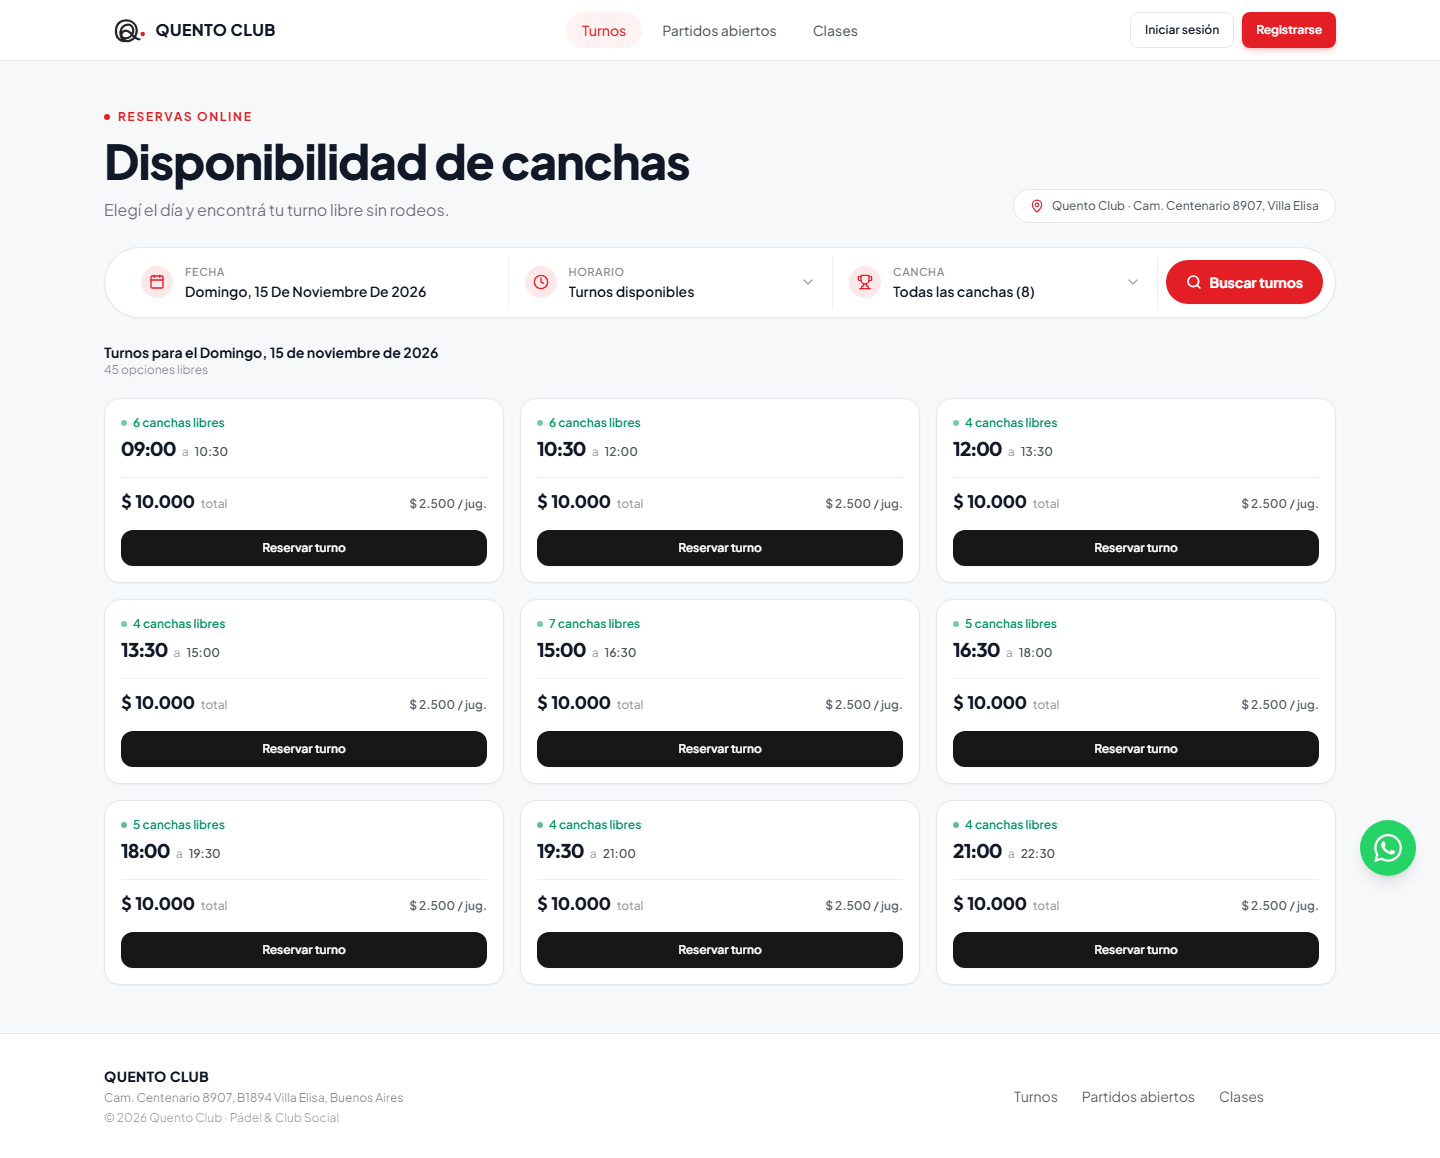 QUENTO CLUB
Turnos
Partidos abiertos
Clases
Iniciar sesión
Registrarse
RESERVAS ONLINE
Disponibilidad de canchas
Elegí el día y encontrá tu turno libre sin rodeos.
Quento Club · Cam. Centenario 8907, Villa Elisa
FECHA
Domingo, 15 De Noviembre De 2026
HORARIO
Turnos disponibles
CANCHA
Todas las canchas (8)
Buscar turnos
Turnos para el Domingo, 15 de noviembre de 2026
45 opciones libres
6 canchas libres
09:00 a 10:30
$ 10.000 total $ 2.500 / jug.
Reservar turno
6 canchas libres
10:30 a 12:00
$ 10.000 total $ 2.500 / jug.
Reservar turno
4 canchas libres
12:00 a 13:30
$ 10.000 total $ 2.500 / jug.
Reservar turno
4 canchas libres
13:30 a 15:00
$ 10.000 total $ 2.500 / jug.
Reservar turno
7 canchas libres
15:00 a 16:30
$ 10.000 total $ 2.500 / jug.
Reservar turno
5 canchas libres
16:30 a 18:00
$ 10.000 total $ 2.500 / jug.
Reservar turno
5 canchas libres
18:00 a 19:30
$ 10.000 total $ 2.500 / jug.
Reservar turno
4 canchas libres
19:30 a 21:00
$ 10.000 total $ 2.500 / jug.
Reservar turno
4 canchas libres
21:00 a 22:30
$ 10.000 total $ 2.500 / jug.
Reservar turno
QUENTO CLUB
Cam. Centenario 8907, B1894 Villa Elisa, Buenos Aires
© 2026 Quento Club · Pádel & Club Social
Turnos
Partidos abiertos
Clases